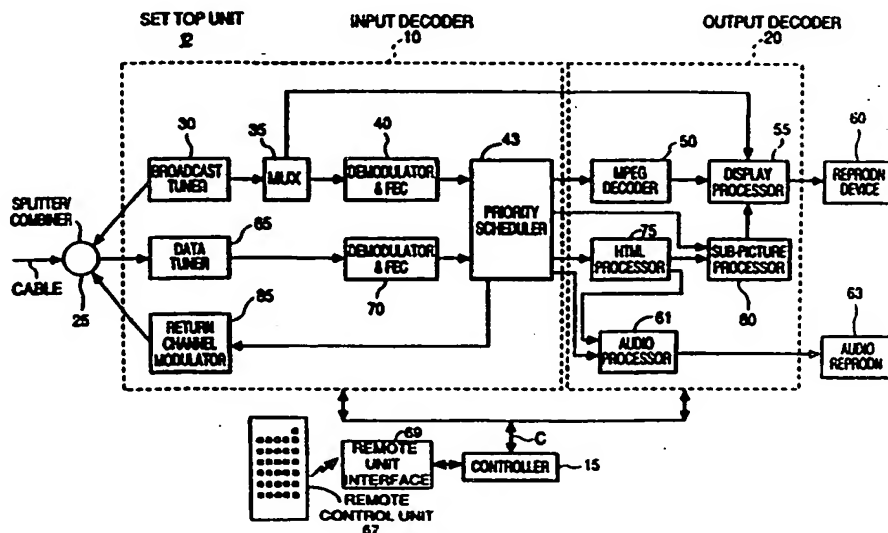 SET TOP UNIT
12
INPUT DECODER
10
OUTPUT DECODER
20
30
BROADCAST
TUNER
35
MUX
40
DEMODULATOR
& FEC
43
PRIORITY
SCHEDULER
50
MPEG
DECODER
55
DISPLAY
PROCESSOR
60
REPRODN
DEVICE
SPLITTER/
COMBINER
CABLE
25
65
DATA
TUNER
DEMODULATOR
& FEC
70
75
HTML
PROCESSOR
SUB-PICTURE
PROCESSOR
80
85
RETURN
CHANNEL
MODULATOR
61
AUDIO
PROCESSOR
63
AUDIO
REPRODN
69
REMOTE
UNIT
INTERFACE
C
CONTROLLER
15
REMOTE
CONTROL UNIT
67